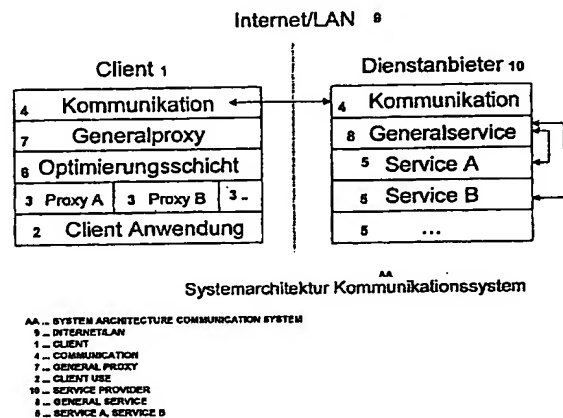 Internet/LAN 9
Client 1
Dienstanbieter 10
4 Kommunikation
4 Kommunikation
7 Generalproxy
8 Generalservice
6 Optimierungsschicht
5 Service A
3 Proxy A 3 Proxy B 3 ..
5 Service B
2 Client Anwendung
5 ...
AA
Systemarchitektur Kommunikationssystem
AA ... SYSTEM ARCHITECTURE COMMUNICATION SYSTEM
9 ... INTERNET/LAN
1 ... CLIENT
4 ... COMMUNICATION
7 ... GENERAL PROXY
2 ... CLIENT USE
10 ... SERVICE PROVIDER
8 ... GENERAL SERVICE
5 ... SERVICE A, SERVICE B